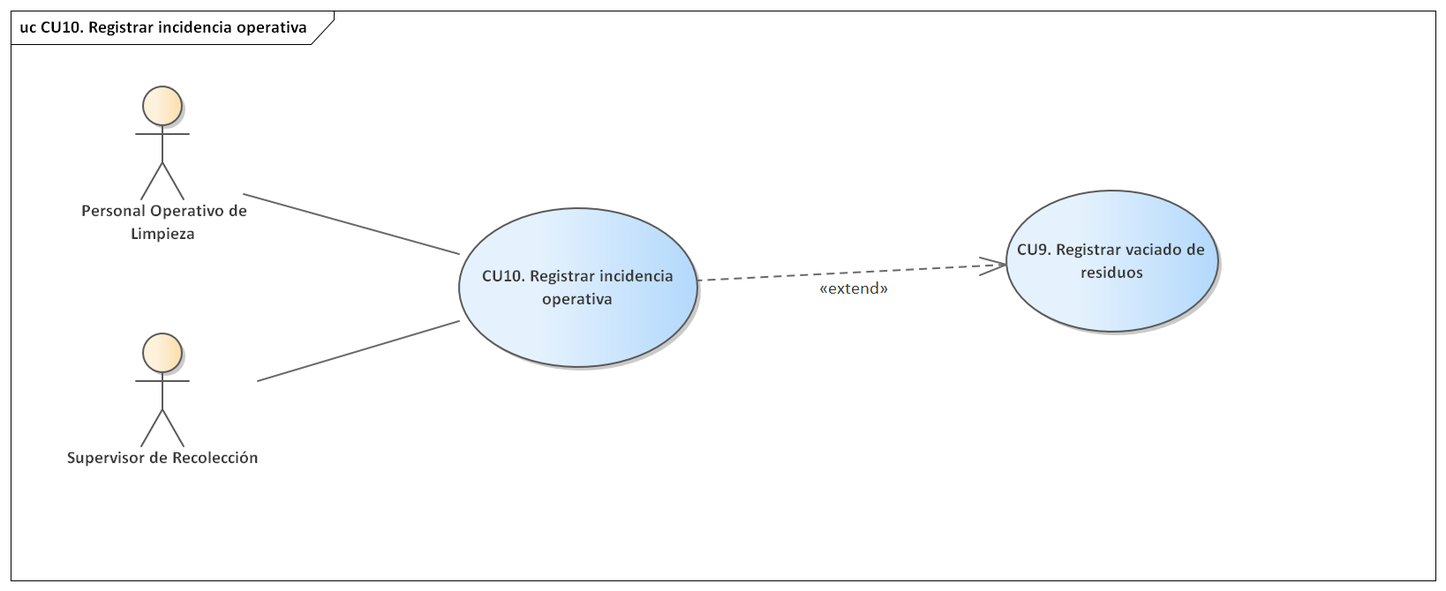 uc CU10. Registrar incidencia operativa
Personal Operativo de
Limpieza
CU10. Registrar incidencia
operativa
«extend»
CU9. Registrar vaciado de
residuos
Supervisor de Recolección